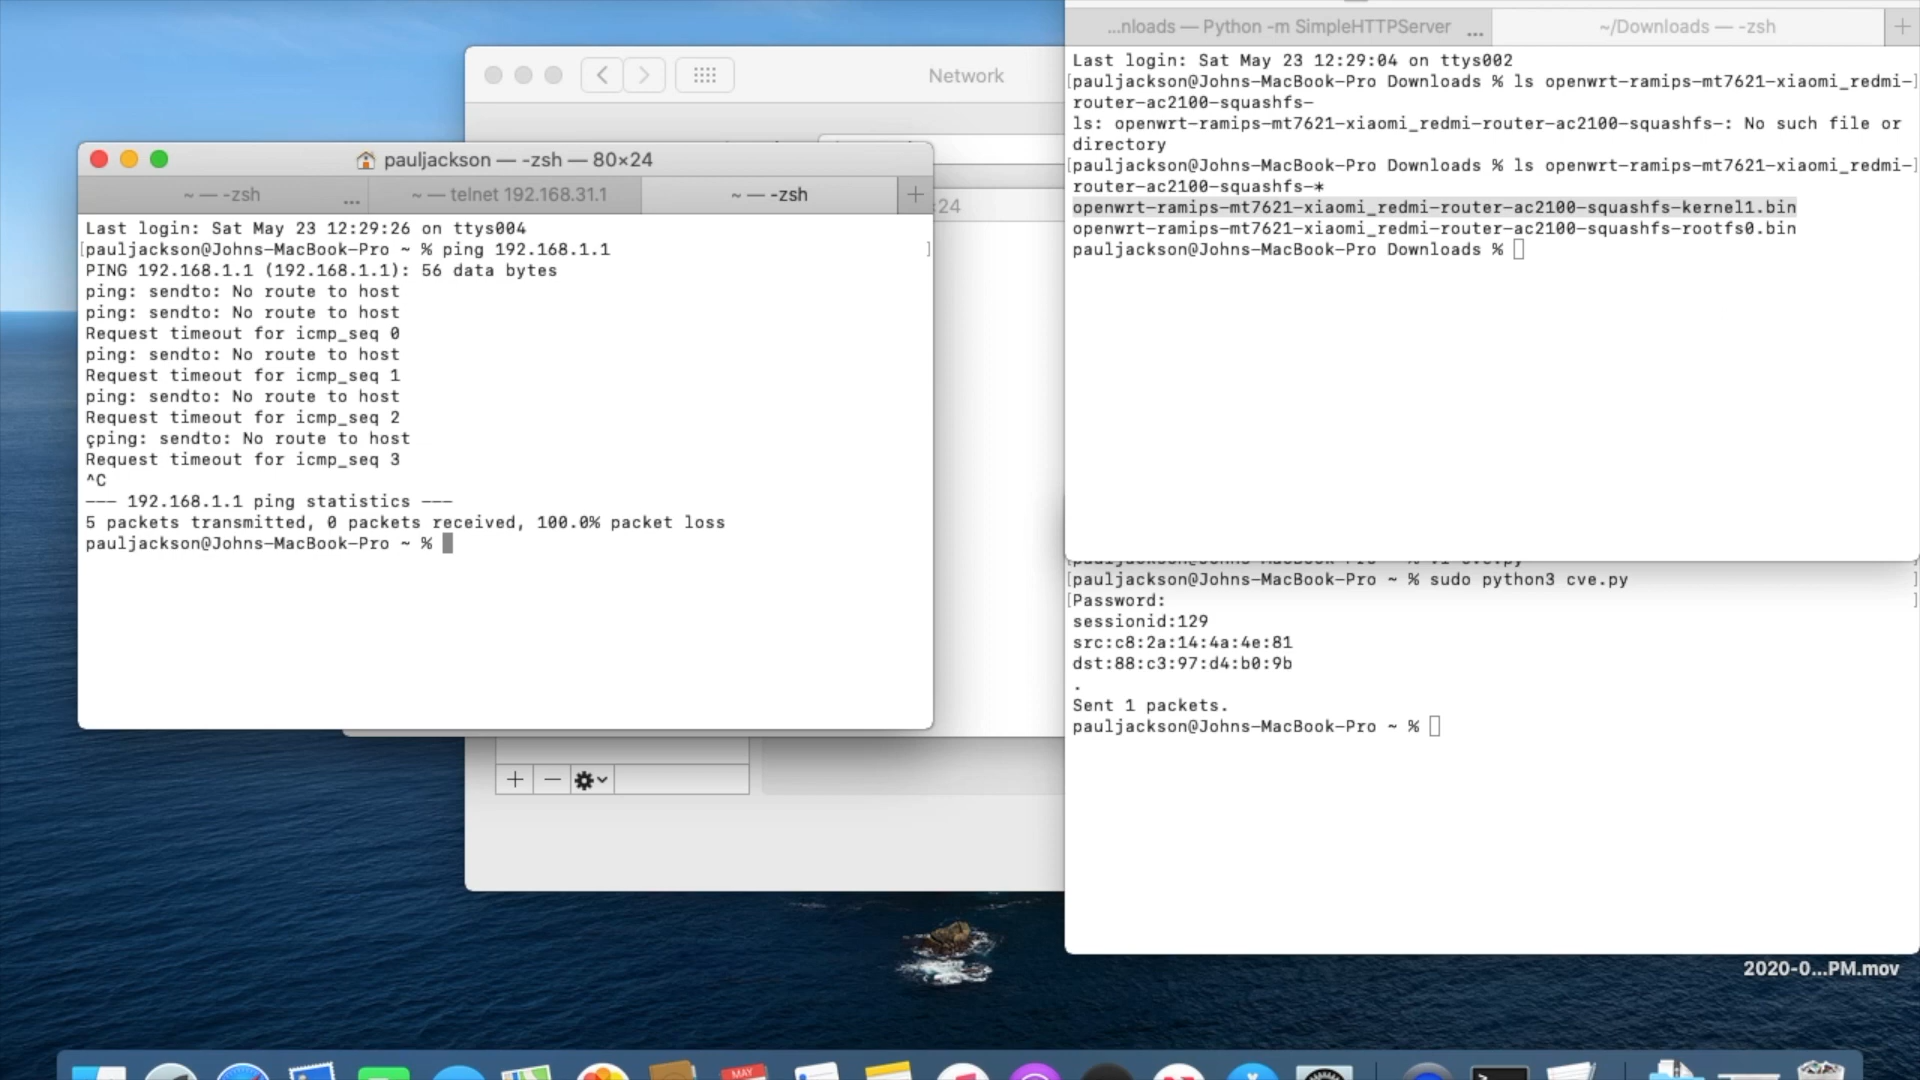 Network
pauljackson — -zsh — 80×24
~ — -zsh ...
~ — telnet 192.168.31.1
~ — -zsh
+
:24
Last login: Sat May 23 12:29:26 on ttys004
[pauljackson@Johns-MacBook-Pro ~ % ping 192.168.1.1 ]
PING 192.168.1.1 (192.168.1.1): 56 data bytes
ping: sendto: No route to host
ping: sendto: No route to host
Request timeout for icmp_seq 0
ping: sendto: No route to host
Request timeout for icmp_seq 1
ping: sendto: No route to host
Request timeout for icmp_seq 2
çping: sendto: No route to host
Request timeout for icmp_seq 3
^C
--- 192.168.1.1 ping statistics ---
5 packets transmitted, 0 packets received, 100.0% packet loss
pauljackson@Johns-MacBook-Pro ~ %
...nloads — Python -m SimpleHTTPServer ...
~/Downloads — -zsh
+
Last login: Sat May 23 12:29:04 on ttys002
[pauljackson@Johns-MacBook-Pro Downloads % ls openwrt-ramips-mt7621-xiaomi_redmi-]
router-ac2100-squashfs-
ls: openwrt-ramips-mt7621-xiaomi_redmi-router-ac2100-squashfs-: No such file or
directory
[pauljackson@Johns-MacBook-Pro Downloads % ls openwrt-ramips-mt7621-xiaomi_redmi-]
router-ac2100-squashfs-*
openwrt-ramips-mt7621-xiaomi_redmi-router-ac2100-squashfs-kernel1.bin
openwrt-ramips-mt7621-xiaomi_redmi-router-ac2100-squashfs-rootfs0.bin
pauljackson@Johns-MacBook-Pro Downloads %
[pauljackson@Johns-MacBook-Pro ~ % sudo python3 cve.py ]
[Password: ]
sessionid:129
src:c8:2a:14:4a:4e:81
dst:88:c3:97:d4:b0:9b
.
Sent 1 packets.
pauljackson@Johns-MacBook-Pro ~ %
2020-0...PM.mov
MAY